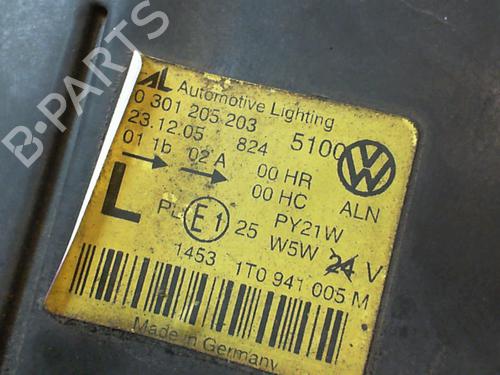 B-PARTS
AL Automotive Lighting
0 301 205 203
23.12.05 824 5100
01 1b 02 A 00 HR
00 HC ALN
L PL E1 25 PY21W
W5W 24 V
1453
1T0 941 005 M
Made in Germany